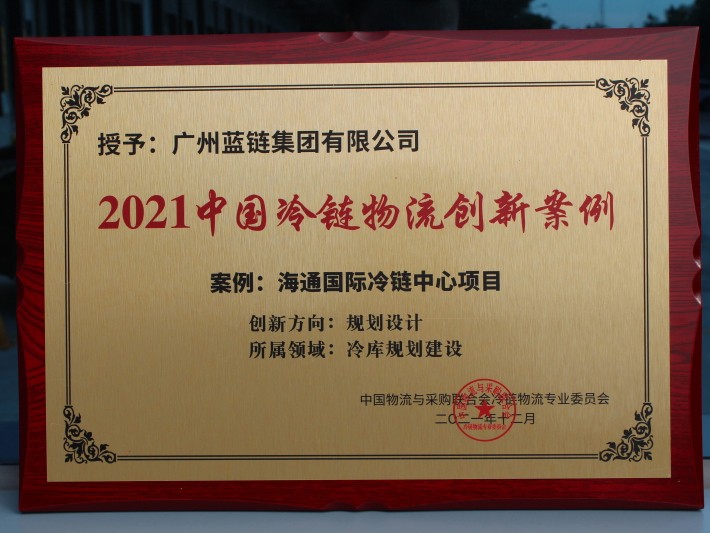 授予：广州蓝链集团有限公司
2021中国冷链物流创新案例
案例：海通国际冷链中心项目
创新方向：规划设计
所属领域：冷库规划建设
中国物流与采购联合会冷链物流专业委员会
二〇二一年十二月